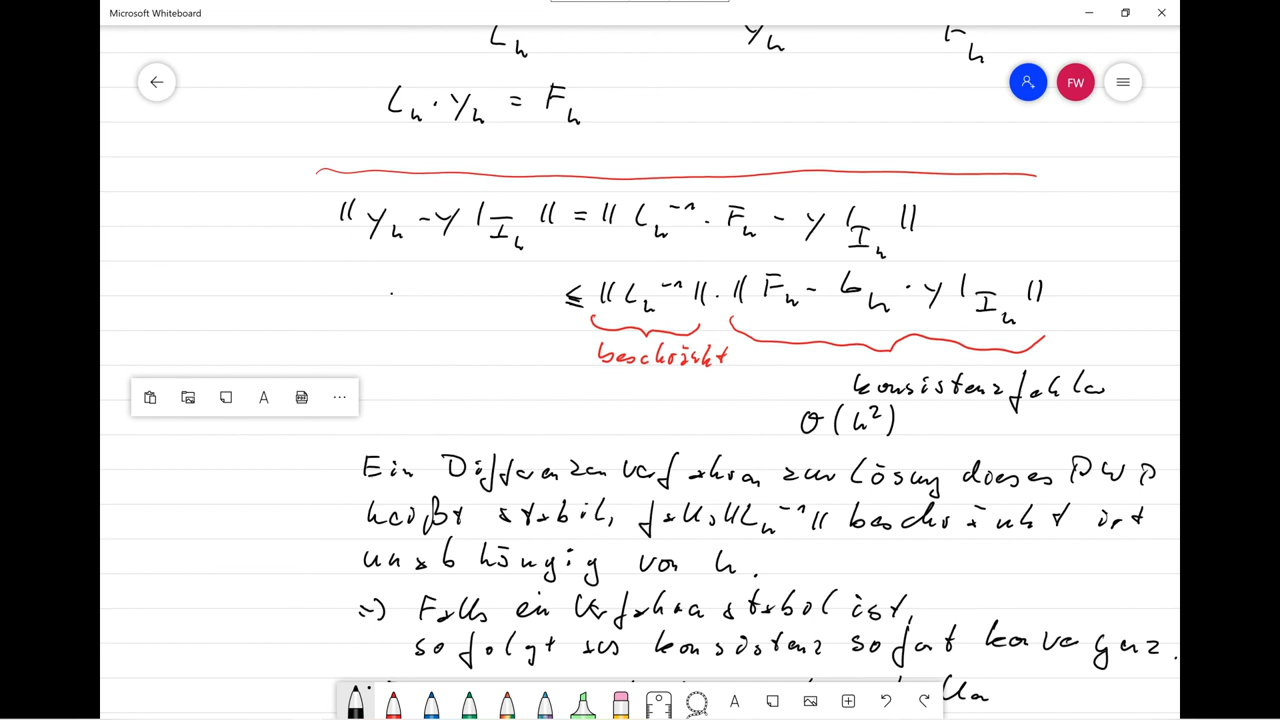 Microsoft Whiteboard
L_h y_h F_h
FW
L_h · y_h = F_h
‖ y_h - y |_{I_h} ‖ = ‖ L_h^{-1} · F_h - y |_{I_h} ‖
≤ ‖ L_h^{-1} ‖ · ‖ F_h - L_h · y |_{I_h} ‖
beschränkt
Konsistenzfehler
O(h²)
Ein Differenzenverfahren zur Lösung dieses RWP
heißt stabil, falls ‖L_h^{-1}‖ beschränkt ist
unabhängig von h.
=> Falls ein Verfahren stabil ist,
so folgt aus Konsistenz sofort Konvergenz.